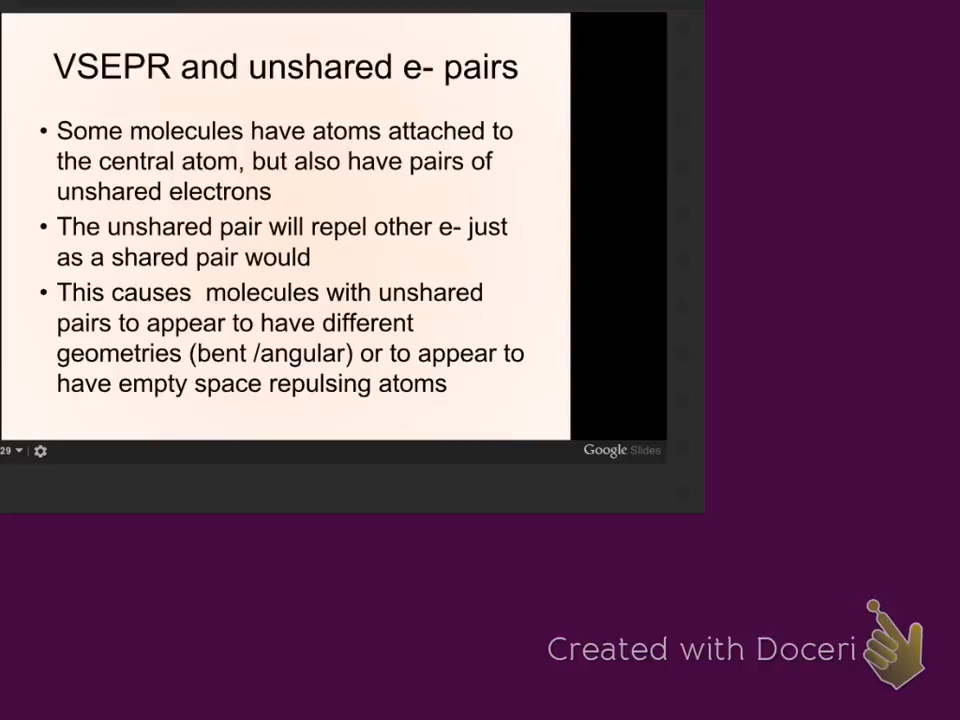 VSEPR and unshared e- pairs
• Some molecules have atoms attached to
the central atom, but also have pairs of
unshared electrons
• The unshared pair will repel other e- just
as a shared pair would
• This causes  molecules with unshared
pairs to appear to have different
geometries (bent /angular) or to appear to
have empty space repulsing atoms
29
Google Slides
Created with Doceri